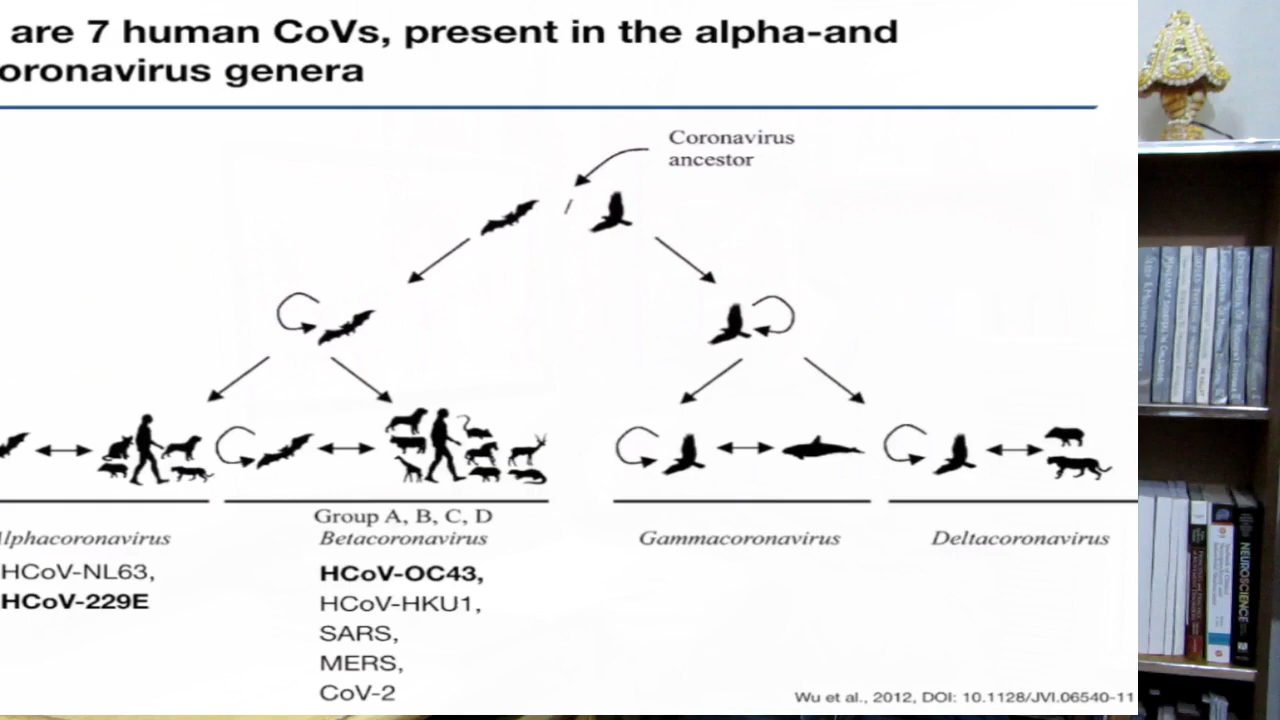 are 7 human CoVs, present in the alpha-and
oronavirus genera
Coronavirus
ancestor
Group A, B, C, D
lphacoronavirus
Betacoronavirus
Gammacoronavirus
Deltacoronavirus
HCoV-NL63,
HCoV-229E
HCoV-OC43,
HCoV-HKU1,
SARS,
MERS,
CoV-2
Wu et al., 2012, DOI: 10.1128/JVI.06540-11
NEUROSCIENCE